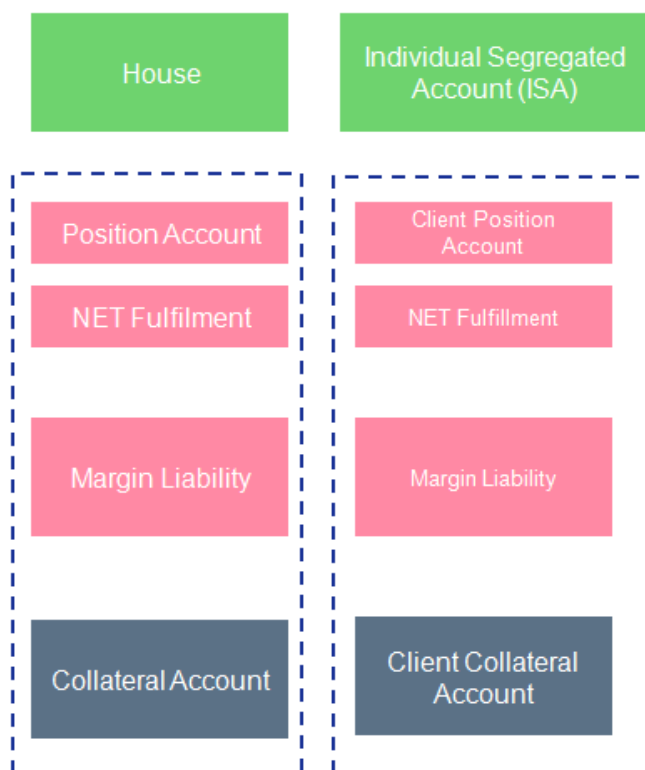 House
Individual Segregated
Account (ISA)
Position Account
Client Position
Account
NET Fulfilment
NET Fulfillment
Margin Liability
Margin Liability
Collateral Account
Client Collateral
Account